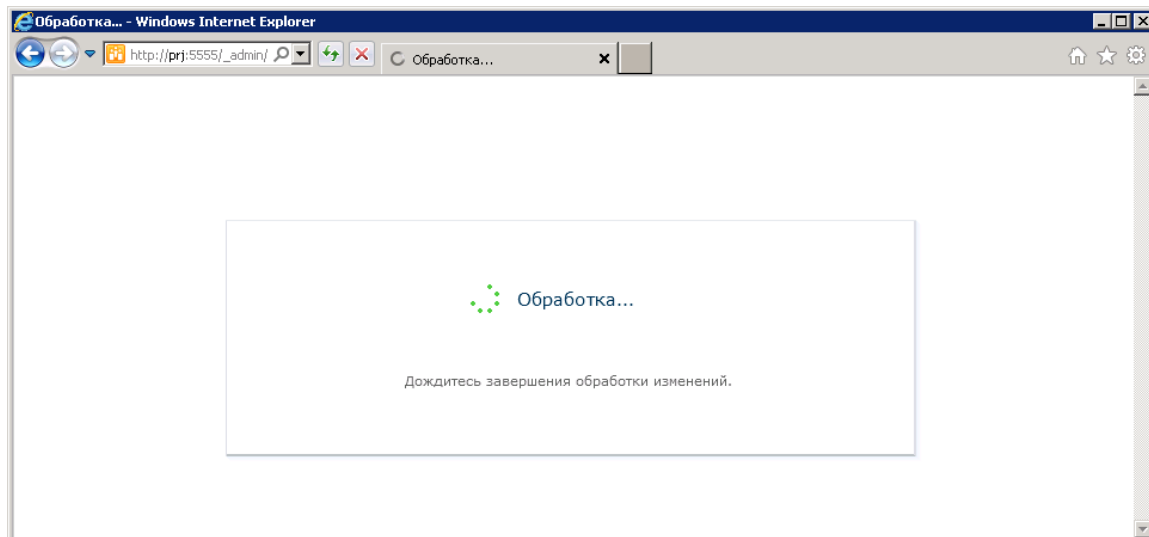 Обработка... - Windows Internet Explorer
http://prj:5555/_admin/
Обработка...
Обработка...
Дождитесь завершения обработки изменений.